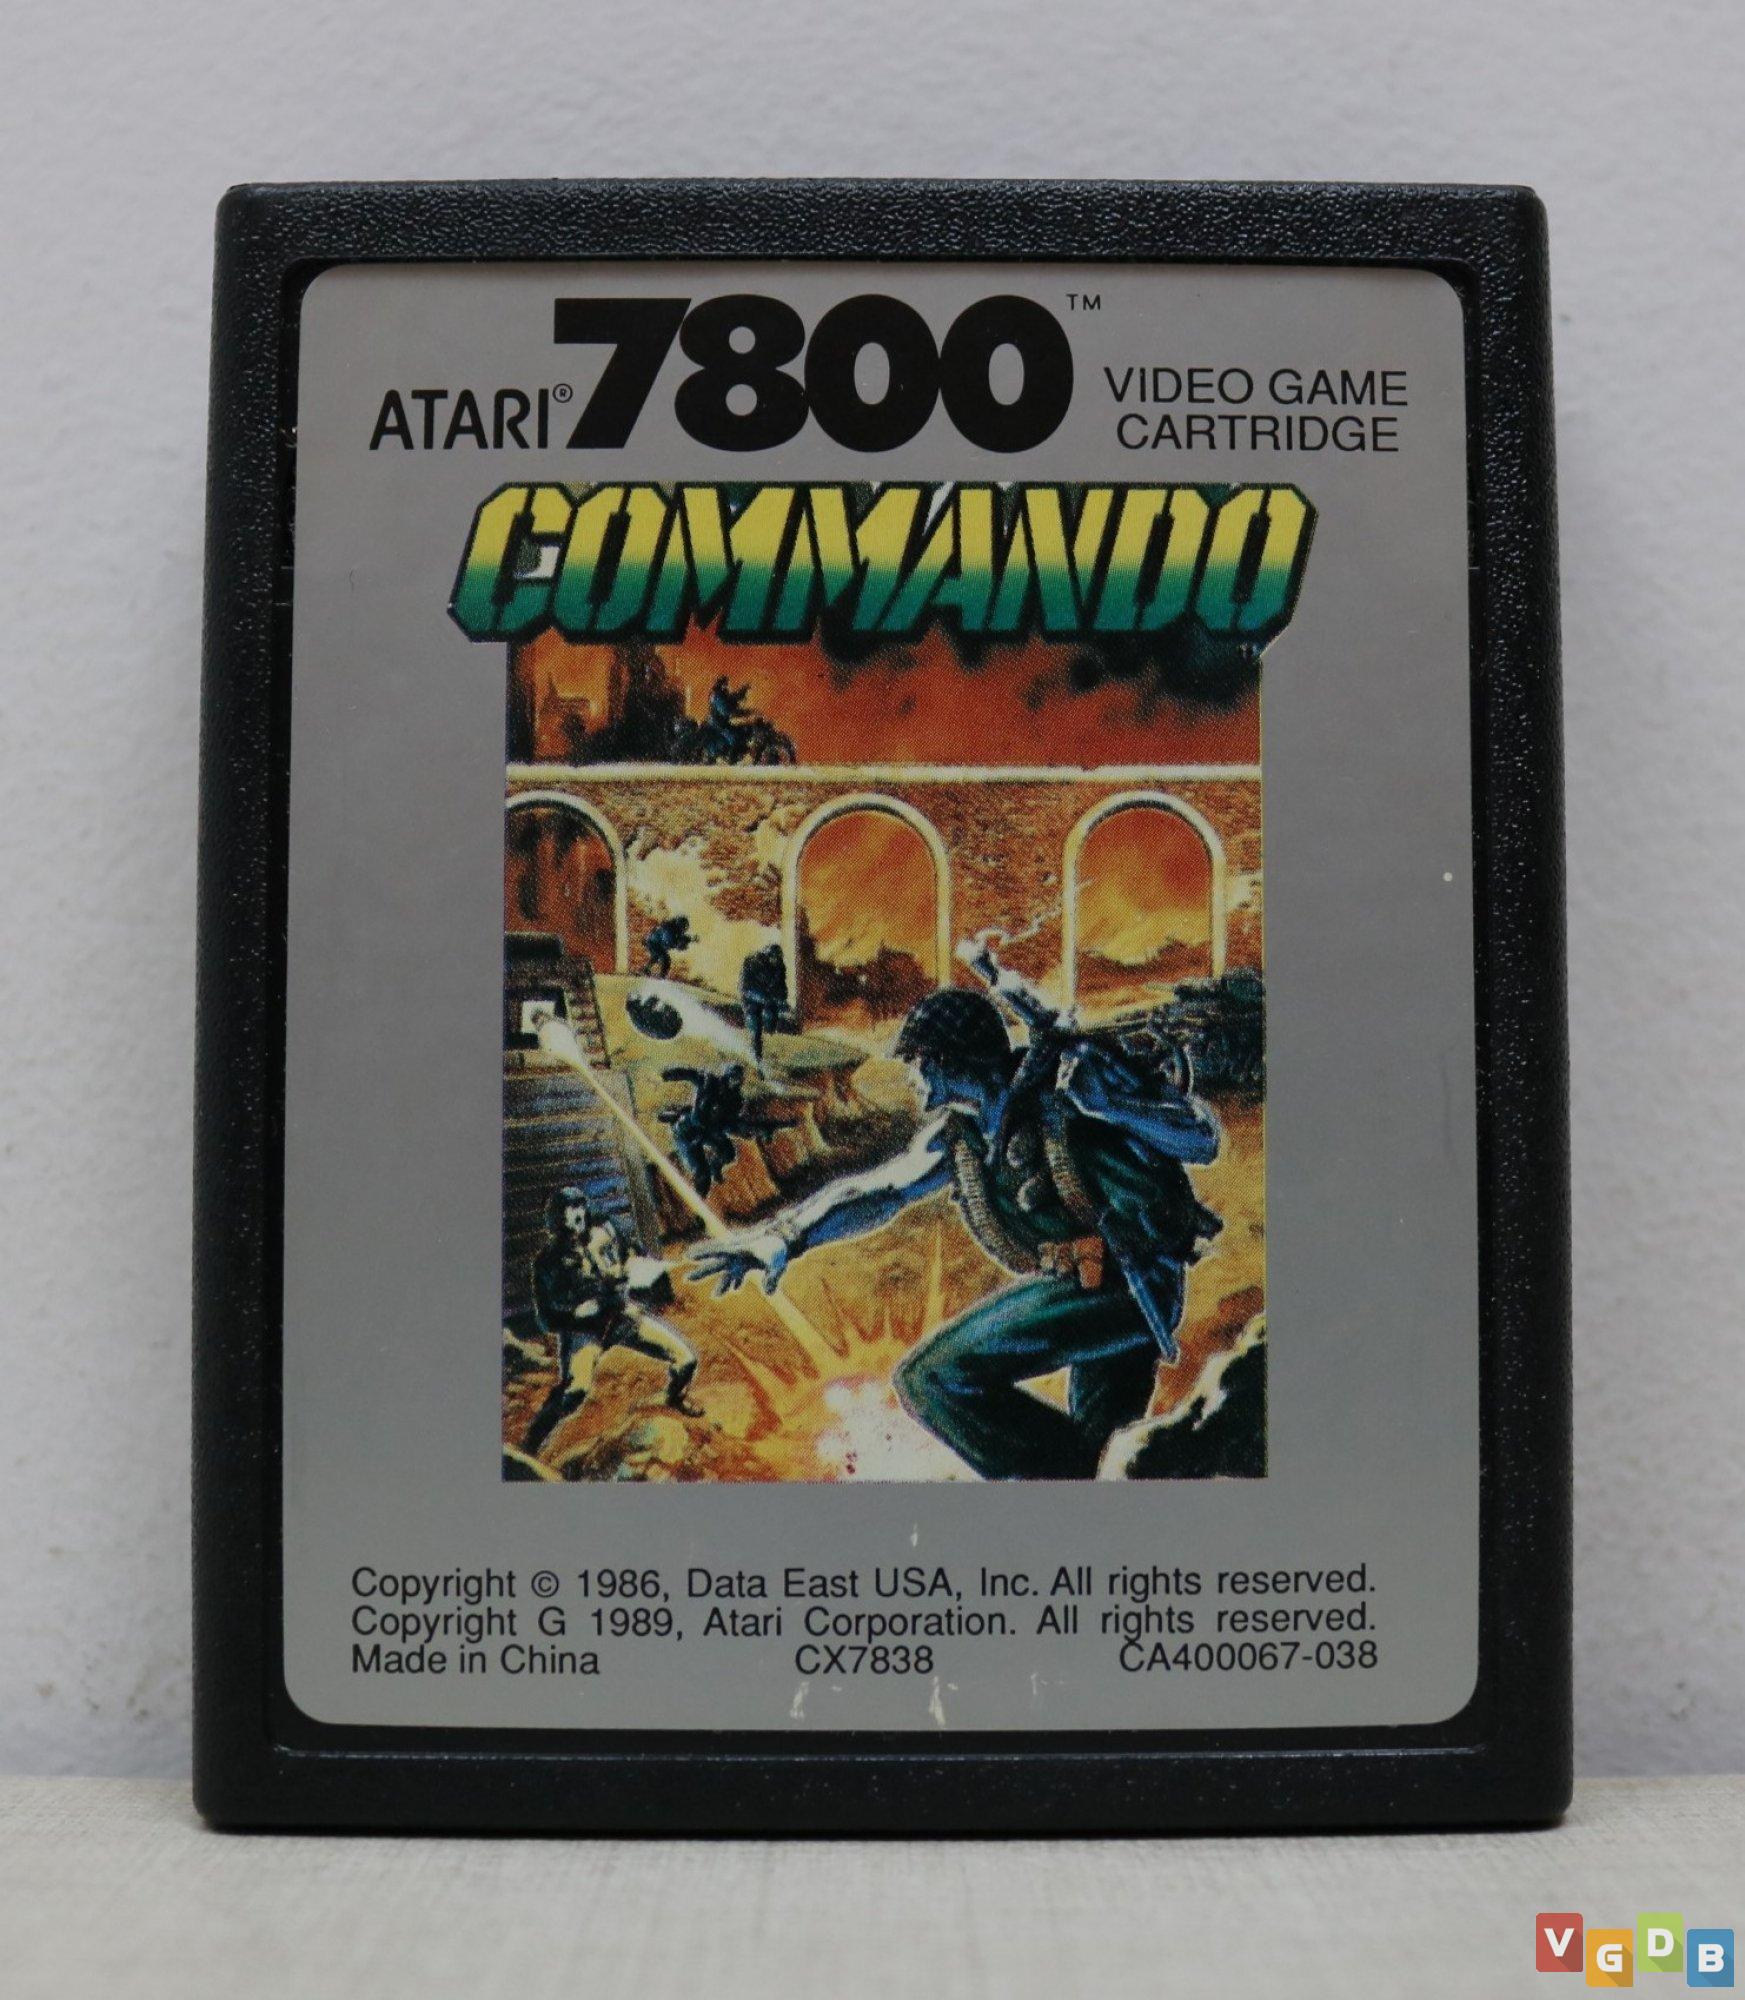 ATARI® 7800™ VIDEO GAME
CARTRIDGE
COMMANDO
Copyright © 1986, Data East USA, Inc. All rights reserved.
Copyright G 1989, Atari Corporation. All rights reserved.
Made in China CX7838 CA400067-038
VGDB